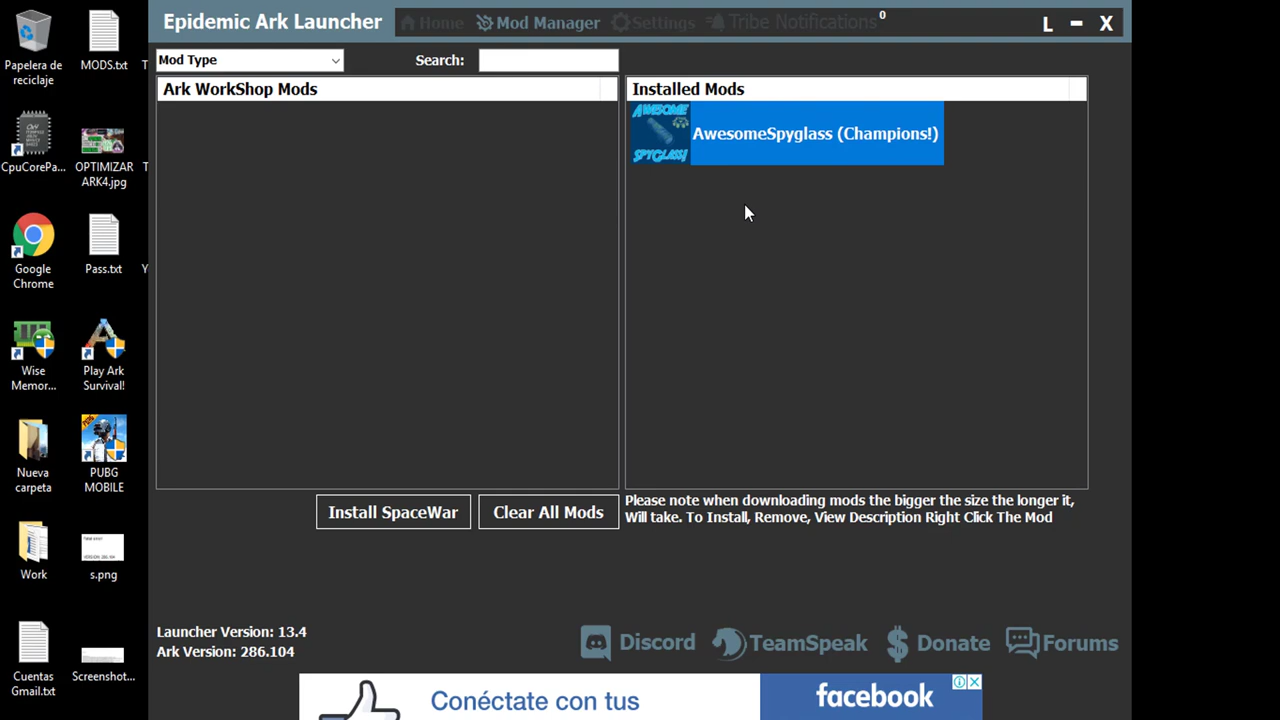 Epidemic Ark Launcher
Home
Mod Manager
Settings
Tribe Notifications
0
L
X
Mod Type
Search:
Ark WorkShop Mods
Installed Mods
AWESOME
SPYGLASS!
AwesomeSpyglass (Champions!)
Install SpaceWar
Clear All Mods
Please note when downloading mods the bigger the size the longer it,
Will take. To Install, Remove, View Description Right Click The Mod
Launcher Version: 13.4
Ark Version: 286.104
Discord
TeamSpeak
Donate
Forums
Conéctate con tus
facebook
Papelera de
reciclaje
MODS.txt
T
CpuCorePa...
OPTIMIZAR
ARK4.jpg
T
Google
Chrome
Pass.txt
Y
Wise
Memor...
Play Ark
Survival!
Nueva
carpeta
PUBG
MOBILE
Work
s.png
Cuentas
Gmail.txt
Screenshot...